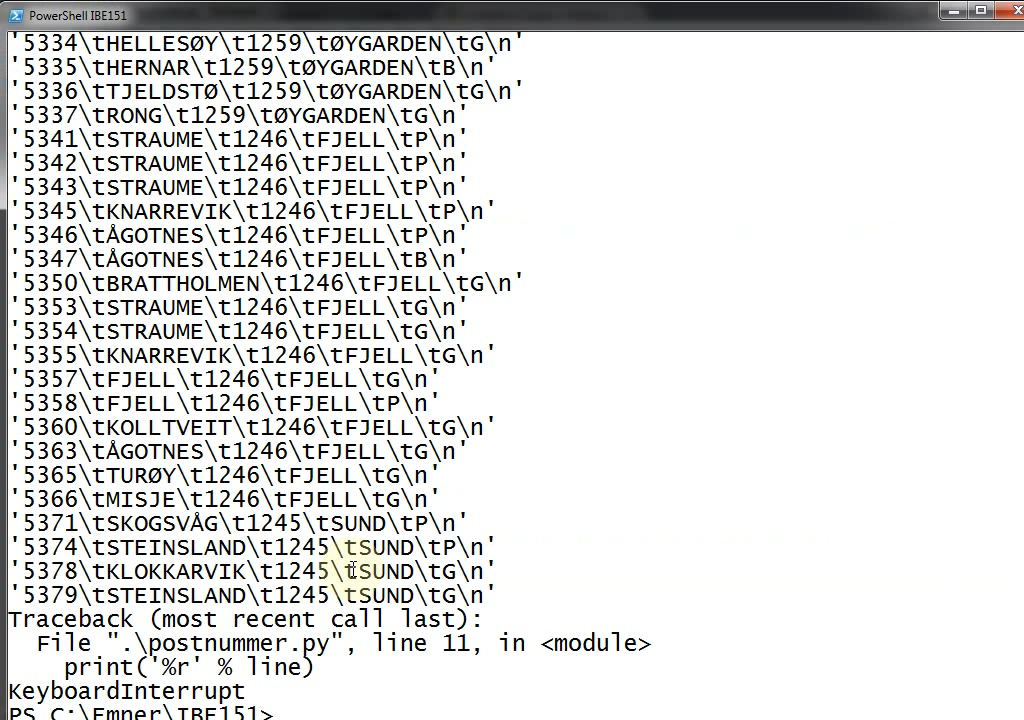 PowerShell IBE151
'5334\tHELLESØY\t1259\tØYGARDEN\tG\n'
'5335\tHERNAR\t1259\tØYGARDEN\tB\n'
'5336\tTJELDSTØ\t1259\tØYGARDEN\tG\n'
'5337\tRONG\t1259\tØYGARDEN\tG\n'
'5341\tSTRAUME\t1246\tFJELL\tP\n'
'5342\tSTRAUME\t1246\tFJELL\tP\n'
'5343\tSTRAUME\t1246\tFJELL\tP\n'
'5345\tKNARREVIK\t1246\tFJELL\tP\n'
'5346\tÅGOTNES\t1246\tFJELL\tP\n'
'5347\tÅGOTNES\t1246\tFJELL\tB\n'
'5350\tBRATTHOLMEN\t1246\tFJELL\tG\n'
'5353\tSTRAUME\t1246\tFJELL\tG\n'
'5354\tSTRAUME\t1246\tFJELL\tG\n'
'5355\tKNARREVIK\t1246\tFJELL\tG\n'
'5357\tFJELL\t1246\tFJELL\tG\n'
'5358\tFJELL\t1246\tFJELL\tP\n'
'5360\tKOLLTVEIT\t1246\tFJELL\tG\n'
'5363\tÅGOTNES\t1246\tFJELL\tG\n'
'5365\tTURØY\t1246\tFJELL\tG\n'
'5366\tMISJE\t1246\tFJELL\tG\n'
'5371\tSKOGSVÅG\t1245\tSUND\tP\n'
'5374\tSTEINSLAND\t1245\tSUND\tP\n'
'5378\tKLOKKARVIK\t1245\tSUND\tG\n'
'5379\tSTEINSLAND\t1245\tSUND\tG\n'
Traceback (most recent call last):
  File ".\postnummer.py", line 11, in <module>
    print('%r' % line)
KeyboardInterrupt
PS C:\Emner\IBE151>